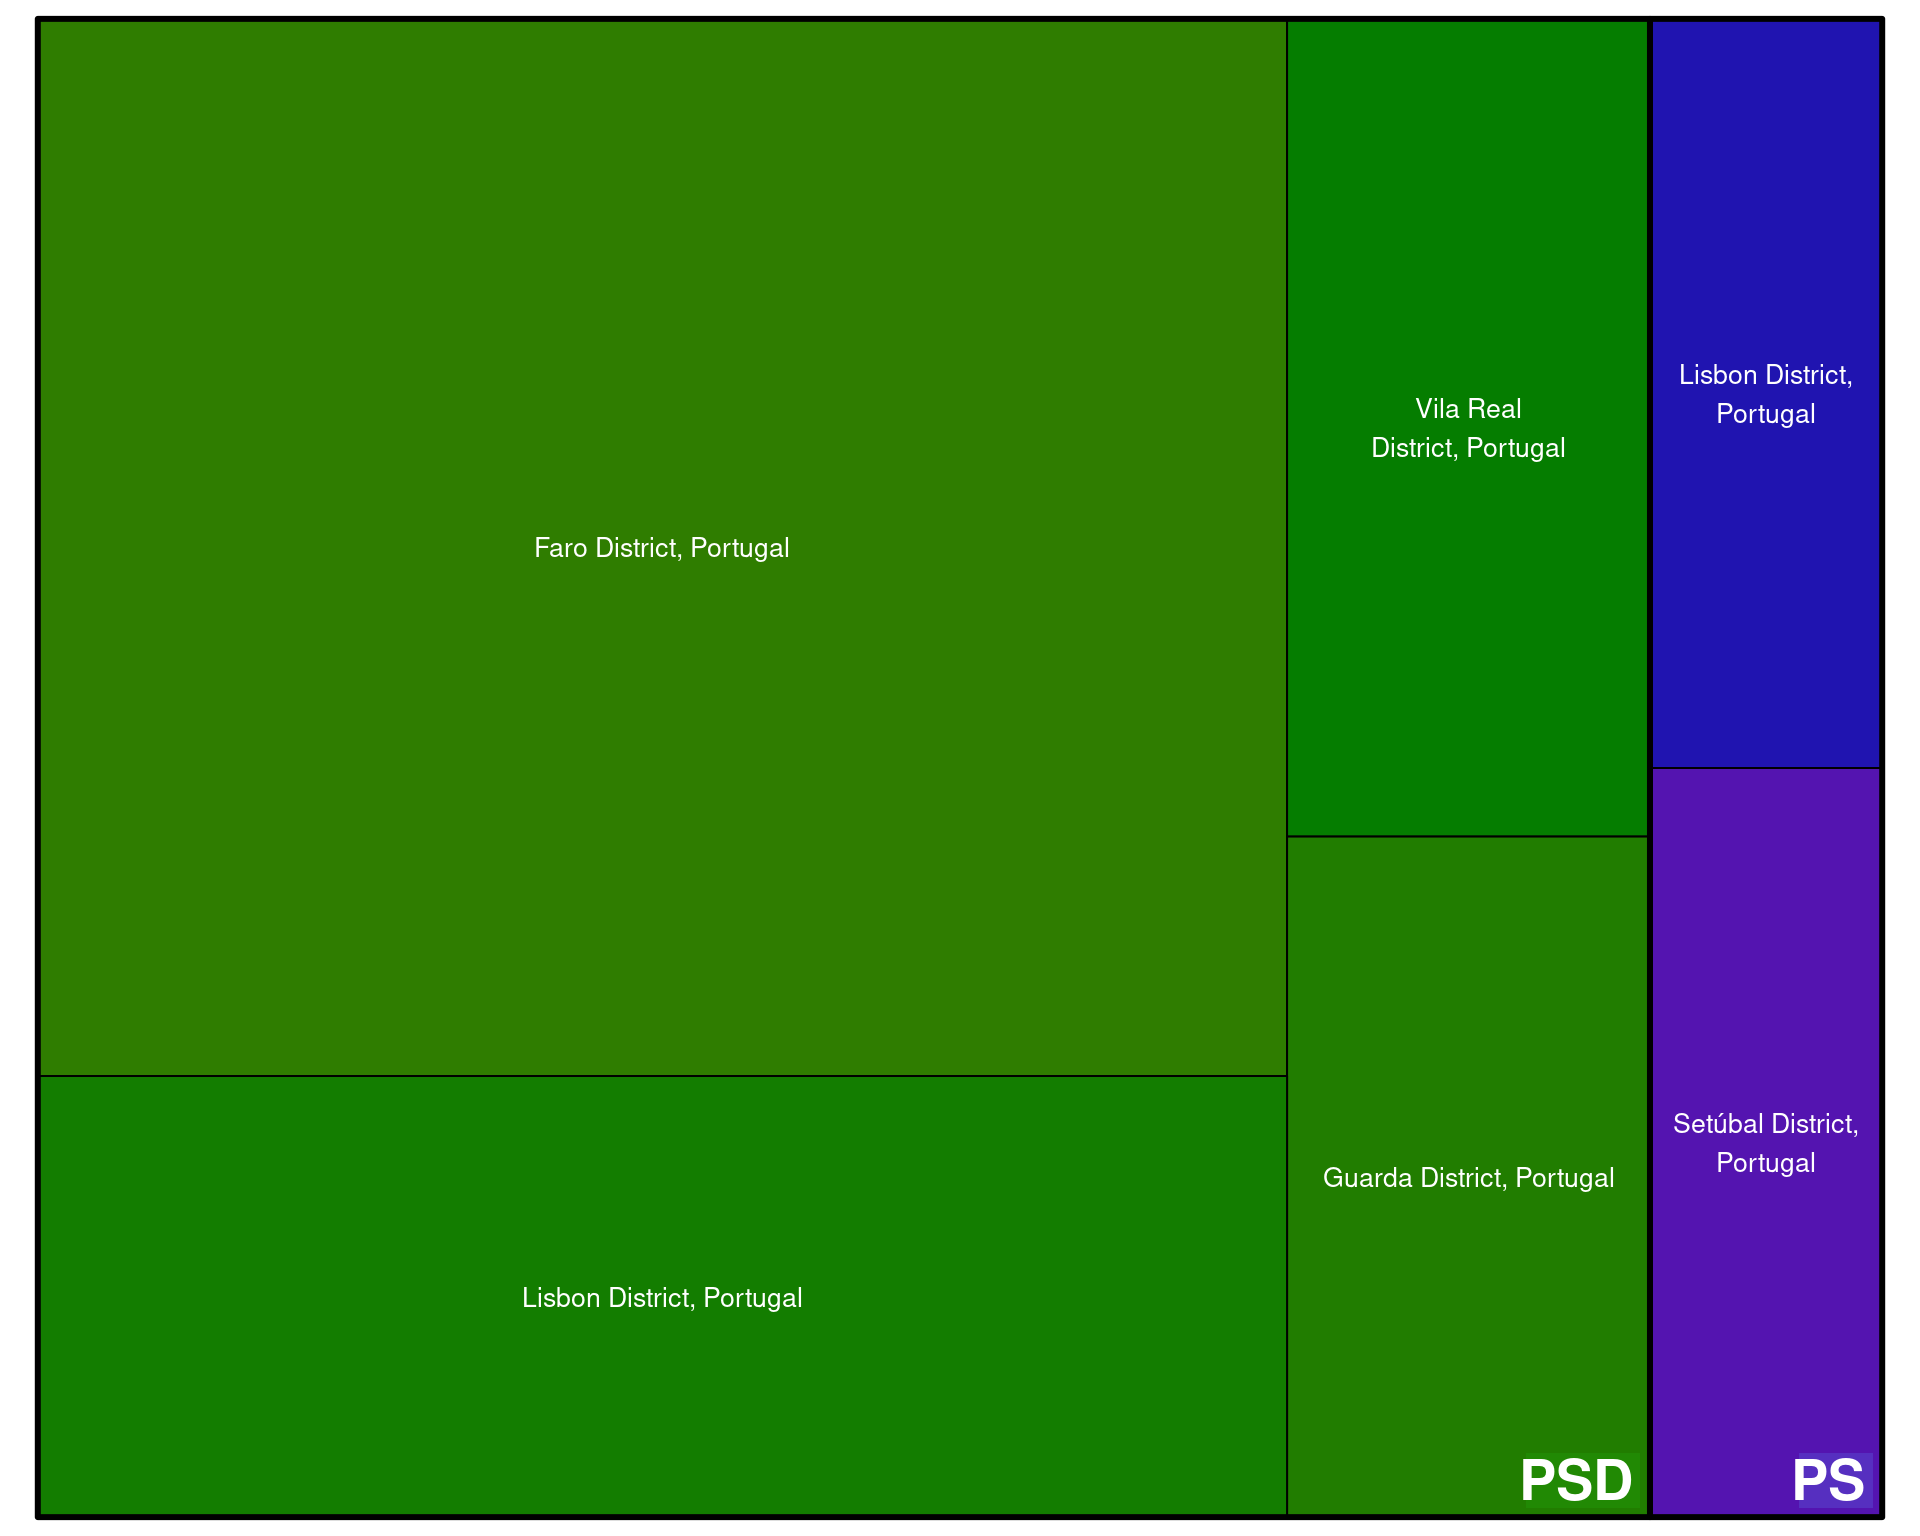 Faro District, Portugal
Lisbon District, Portugal
Vila Real
District, Portugal
Guarda District, Portugal
PSD
Lisbon District,
Portugal
Setúbal District,
Portugal
PS